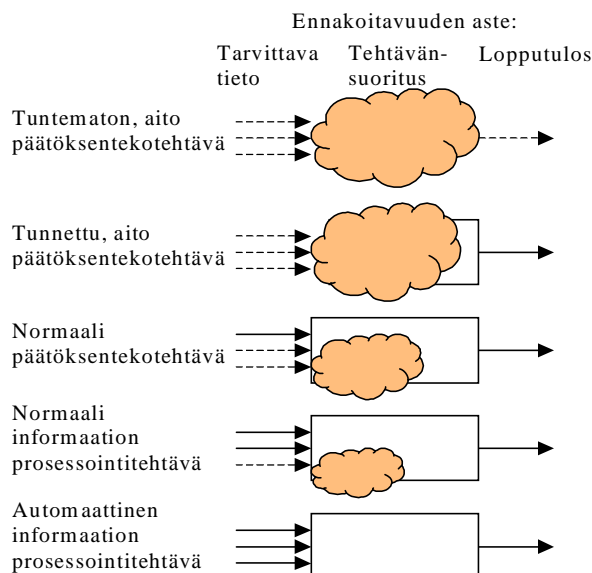 Ennakoitavuuden aste:
Tarvittava
tieto
Tehtävän-
suoritus
Lopputulos
Tuntematon, aito
päätöksentekotehtävä
Tunnettu, aito
päätöksentekotehtävä
Normaali
päätöksentekotehtävä
Normaali
informaation
prosessointitehtävä
Automaattinen
informaation
prosessointitehtävä